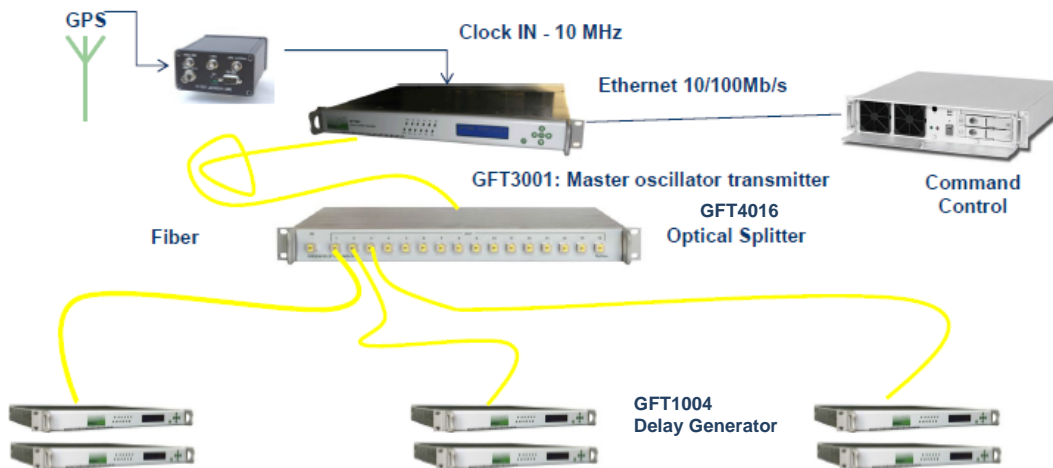 GPS
Clock IN - 10 MHz
Ethernet 10/100Mb/s
GFT3001: Master oscillator transmitter
Command
Control
GFT4016
Optical Splitter
Fiber
GFT1004
Delay Generator